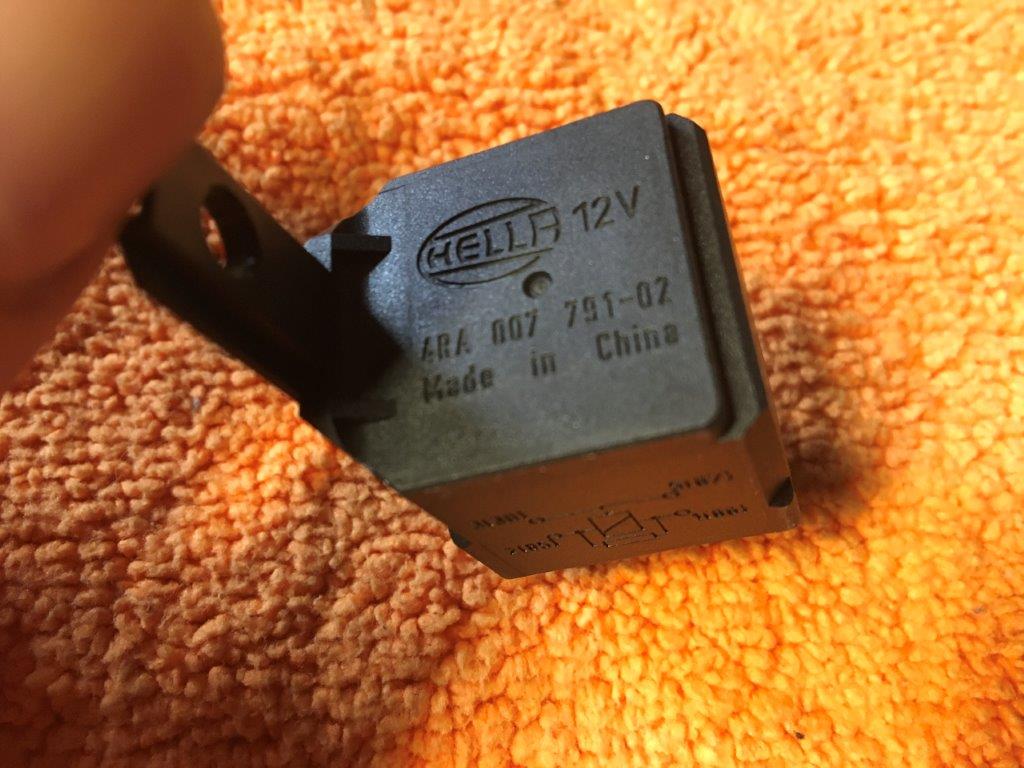 HELLA 12V
4RA 007 791-02
Made in China